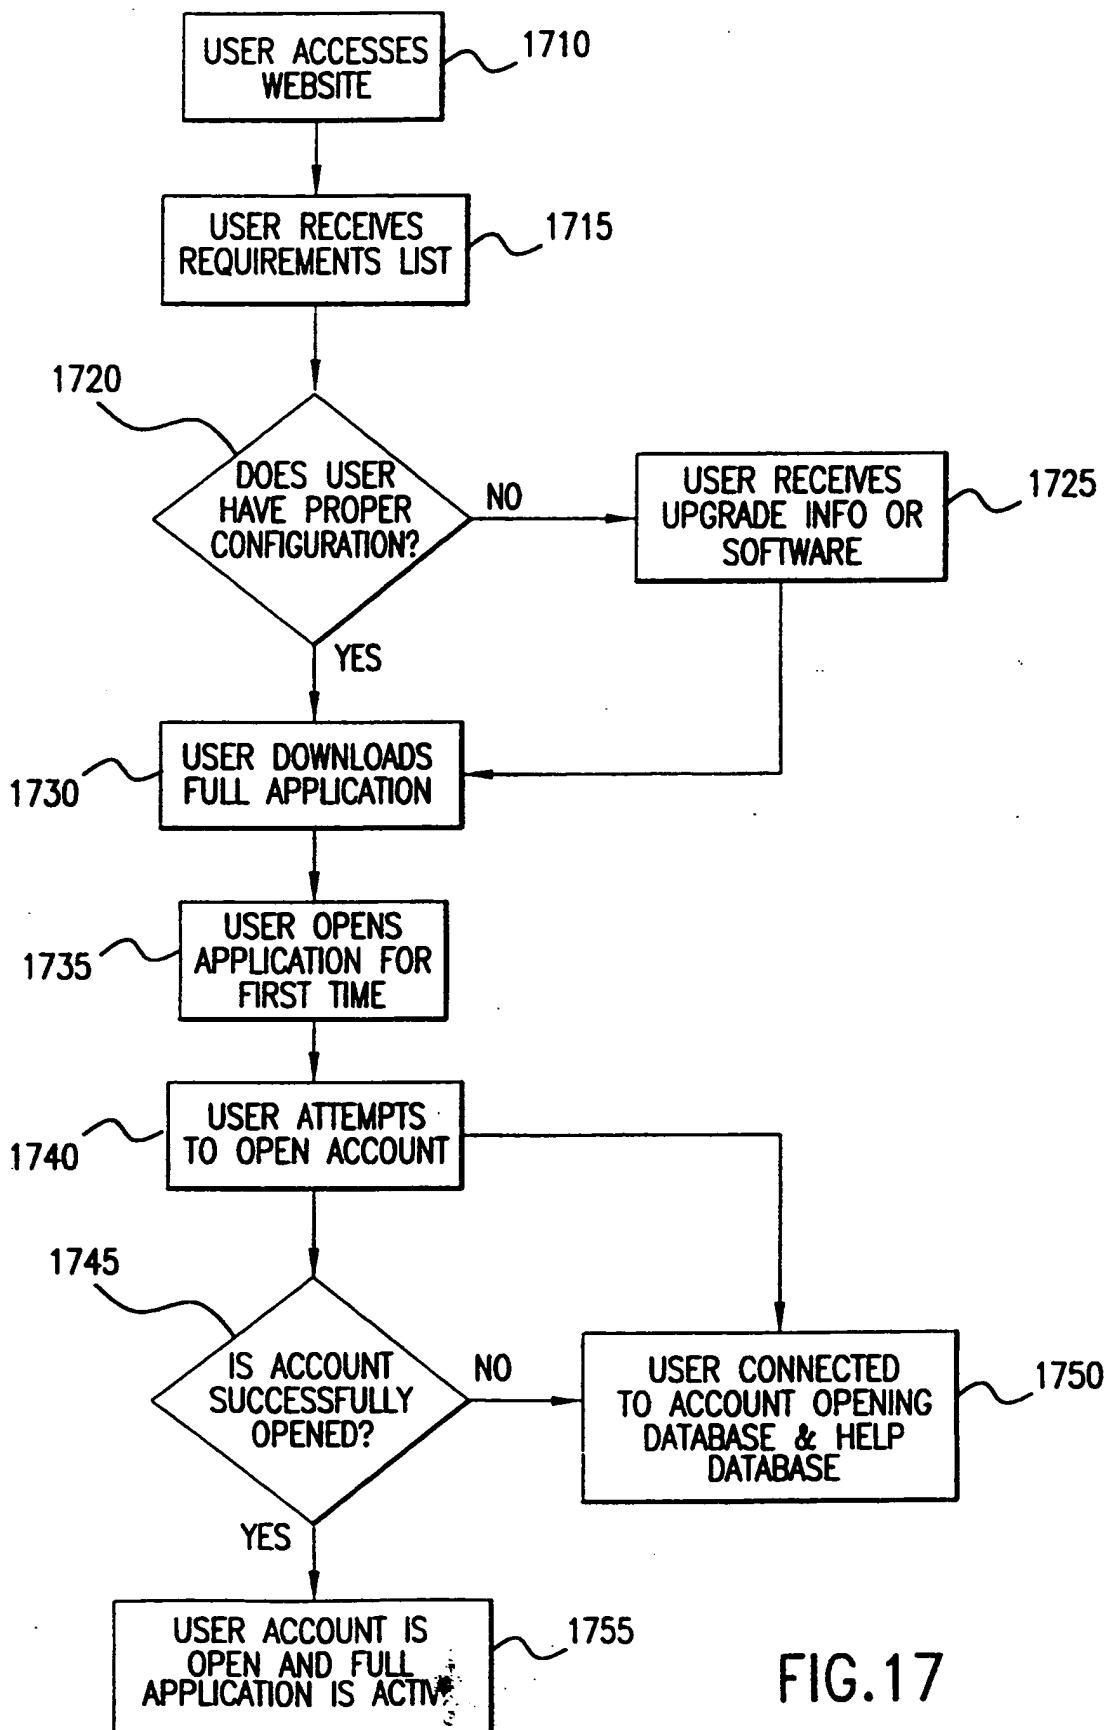 USER ACCESSES
WEBSITE
1710
USER RECEIVES
REQUIREMENTS LIST
1715
1720
DOES USER
HAVE PROPER
CONFIGURATION?
NO
USER RECEIVES
UPGRADE INFO OR
SOFTWARE
1725
YES
USER DOWNLOADS
FULL APPLICATION
1730
USER OPENS
APPLICATION FOR
FIRST TIME
1735
USER ATTEMPTS
TO OPEN ACCOUNT
1740
1745
IS ACCOUNT
SUCCESSFULLY
OPENED?
NO
USER CONNECTED
TO ACCOUNT OPENING
DATABASE & HELP
DATABASE
1750
YES
USER ACCOUNT IS
OPEN AND FULL
APPLICATION IS
1755
FIG.17